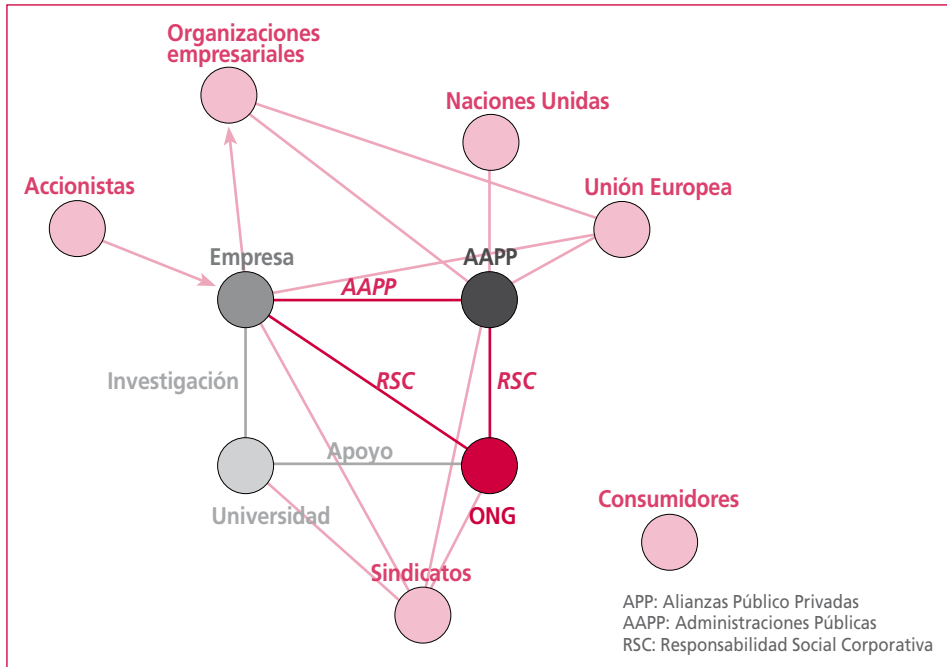 Organizaciones
empresariales
Naciones Unidas
Accionistas
Unión Europea
Empresa
AAPP
AAPP
Investigación
RSC
RSC
Apoyo
Universidad
ONG
Consumidores
Sindicatos
APP: Alianzas Público Privadas
AAPP: Administraciones Públicas
RSC: Responsabilidad Social Corporativa